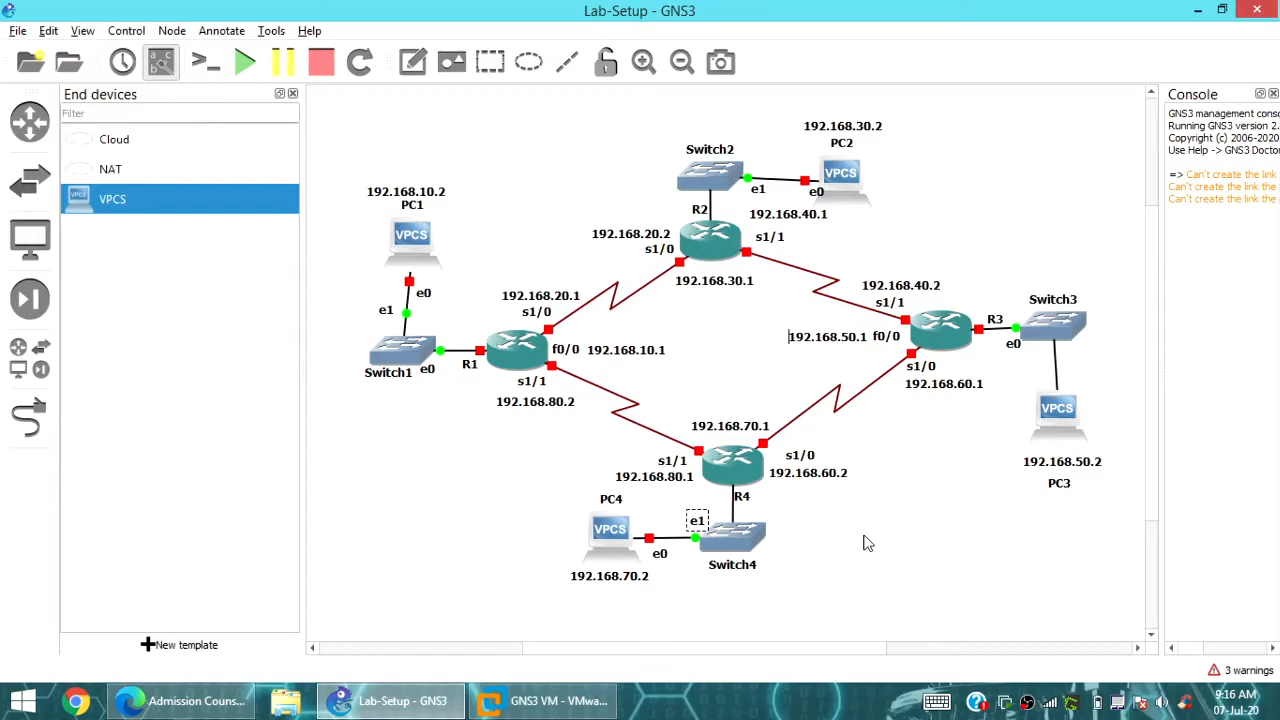 Lab-Setup - GNS3
File Edit View Control Node Annotate Tools Help
End devices
Filter
Cloud
NAT
VPCS
VPCS
New template
192.168.30.2
PC2
VPCS
Switch2
e1
e0
192.168.10.2
PC1
VPCS
R2
192.168.40.1
192.168.20.2
s1/0
s1/1
192.168.30.1
e0
e1
192.168.20.1
s1/0
192.168.40.2
s1/1
Switch3
R3
192.168.50.1 f0/0
e0
f0/0 192.168.10.1
Switch1
e0
R1
s1/1
s1/0
192.168.60.1
192.168.80.2
VPCS
192.168.70.1
s1/1
s1/0
192.168.50.2
192.168.80.1
192.168.60.2
PC3
PC4
R4
VPCS
e1
e0
Switch4
192.168.70.2
Console
GNS3 management conso
Running GNS3 version 2.
Copyright (c) 2006-2020
Use Help -> GNS3 Doctor
=> Can't create the link
Can't create the link the
Can't create the link the
3 warnings
Admission Couns...
Lab-Setup - GNS3
GNS3 VM - VMwa...
9:16 AM
07-Jul-20